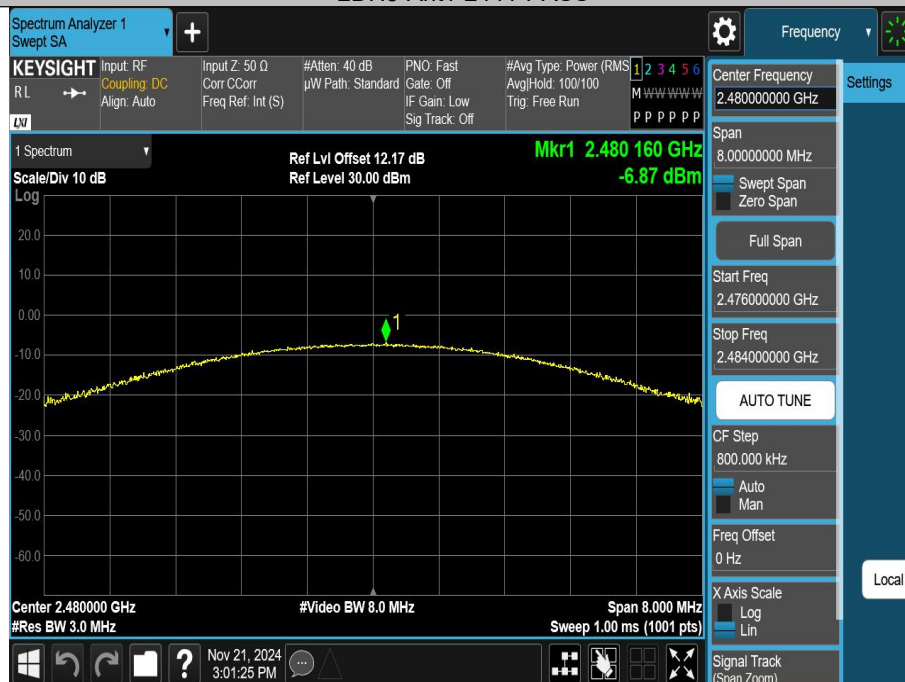 Spectrum Analyzer 1
Swept SA
Frequency
KEYSIGHT
RL
LXI
Input: RF
Coupling: DC
Align: Auto
Input Z: 50 Ω
Corr CCorr
Freq Ref: Int (S)
#Atten: 40 dB
µW Path: Standard
PNO: Fast
Gate: Off
IF Gain: Low
Sig Track: Off
#Avg Type: Power (RMS
Avg|Hold: 100/100
Trig: Free Run
1 2 3 4 5 6
M W W W W W
P P P P P P
1 Spectrum
Scale/Div 10 dB
Log
Ref Lvl Offset 12.17 dB
Ref Level 30.00 dBm
Mkr1 2.480 160 GHz
-6.87 dBm
20.0
10.0
0.00
1
-10.0
-20.0
-30.0
-40.0
-50.0
-60.0
Center 2.480000 GHz
#Res BW 3.0 MHz
#Video BW 8.0 MHz
Span 8.000 MHz
Sweep 1.00 ms (1001 pts)
Nov 21, 2024
3:01:25 PM
Center Frequency
2.480000000 GHz
Span
8.00000000 MHz
Swept Span
Zero Span
Full Span
Start Freq
2.476000000 GHz
Stop Freq
2.484000000 GHz
AUTO TUNE
CF Step
800.000 kHz
Auto
Man
Freq Offset
0 Hz
X Axis Scale
Log
Lin
Signal Track
(Span Zoom)
Settings
Local